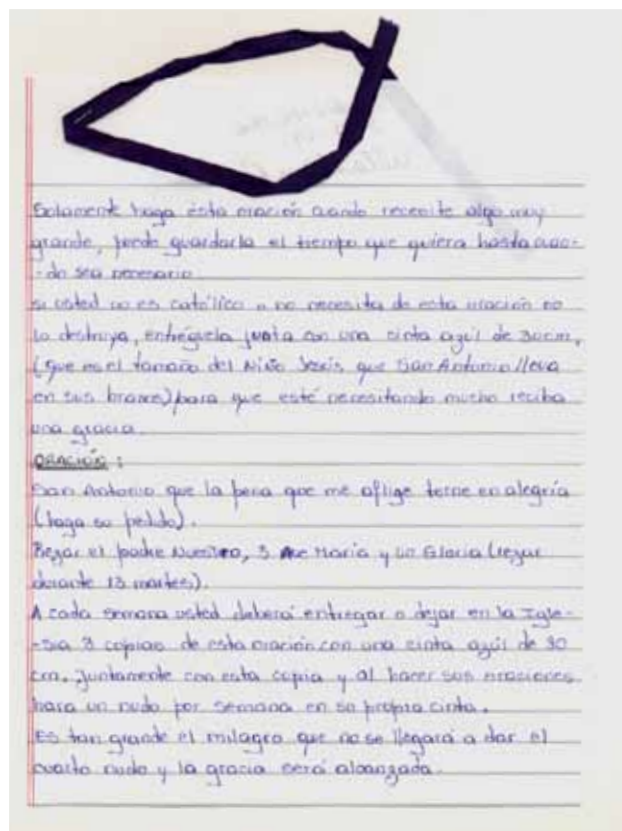 Solamente haga ésta oración cuando necesite algo muy
grande, puede guardarla el tiempo que quiera hasta cuan-
-do sea necesario.
si usted no es católico o no necesita de esta oración no
la destruya, entréguela junta con una cinta azúl de 30cm.
(que es el tamaño del Niño Jesús que San Antonio lleva
en sus brazos) para que esté necesitando mucho reciba
una gracia.
ORACIÓN :
San Antonio que la pena que me aflige torne en alegría
(haga su pedido).
Rezar el padre Nuestro, 3 Ave Maria y un Gloria (rezar
durante 13 martes).
A cada semana usted deberá entregar o dejar en la Igle-
-sia 3 copias de esta oración con una cinta azúl de 30
cm. Juntamente con esta copia y al hacer sus oraciones
hara un nudo por semana en su propia cinta.
Es tan grande el milagro que no se llegará a dar el
cuarto nudo y la gracia será alcanzada.